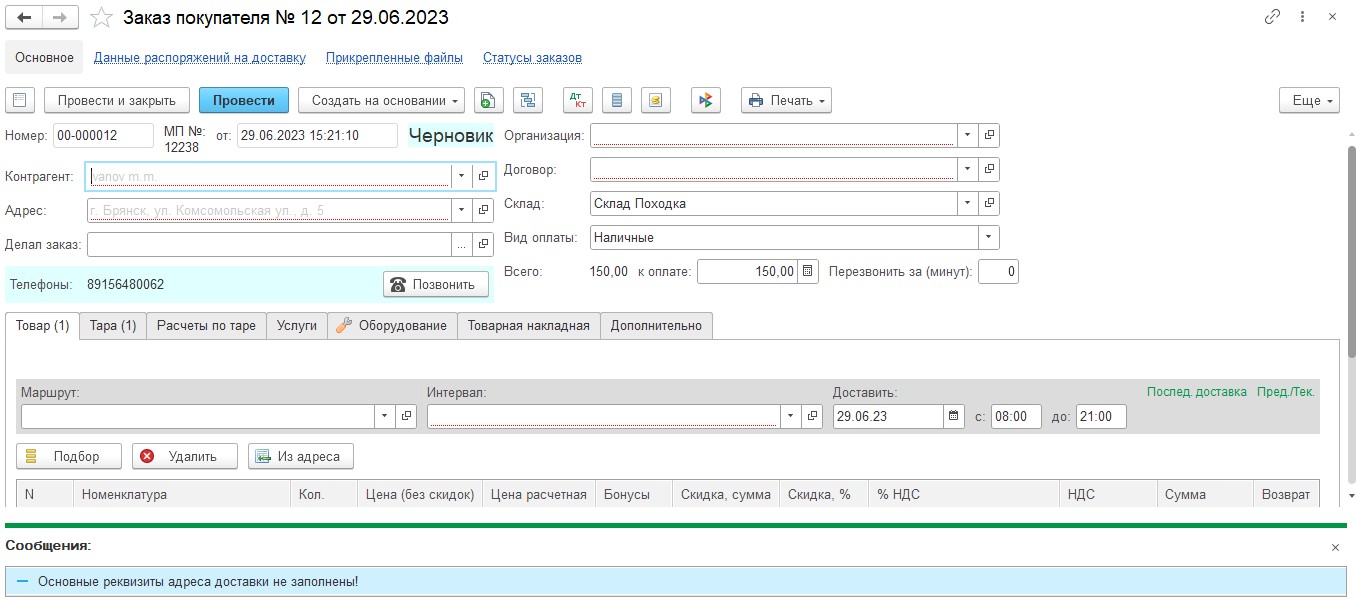 Заказ покупателя № 12 от 29.06.2023
Основное Данные распоряжений на доставку Прикрепленные файлы Статусы заказов
Провести и закрыть Провести Создать на основании Дт Кт Печать Еще
Номер: 00-000012 МП №: 12238 от: 29.06.2023 15:21:10 Черновик Организация:
Контрагент: Ivanov m.m. Договор:
Адрес: г. Брянск, ул. Комсомольская ул., д. 5 Склад: Склад Походка
Делал заказ: ... Вид оплаты: Наличные
Телефоны: 89156480062 Позвонить Всего: 150,00 к оплате: 150,00 Перезвонить за (минут): 0
Товар (1) Тара (1) Расчеты по таре Услуги Оборудование Товарная накладная Дополнительно
Маршрут: Интервал: Доставить: Послед. доставка Пред./Тек.
29.06.23 с: 08:00 до: 21:00
Подбор Удалить Из адреса
N Номенклатура Кол. Цена (без скидок) Цена расчетная Бонусы Скидка, сумма Скидка, % % НДС НДС Сумма Возврат
Сообщения:
Основные реквизиты адреса доставки не заполнены!